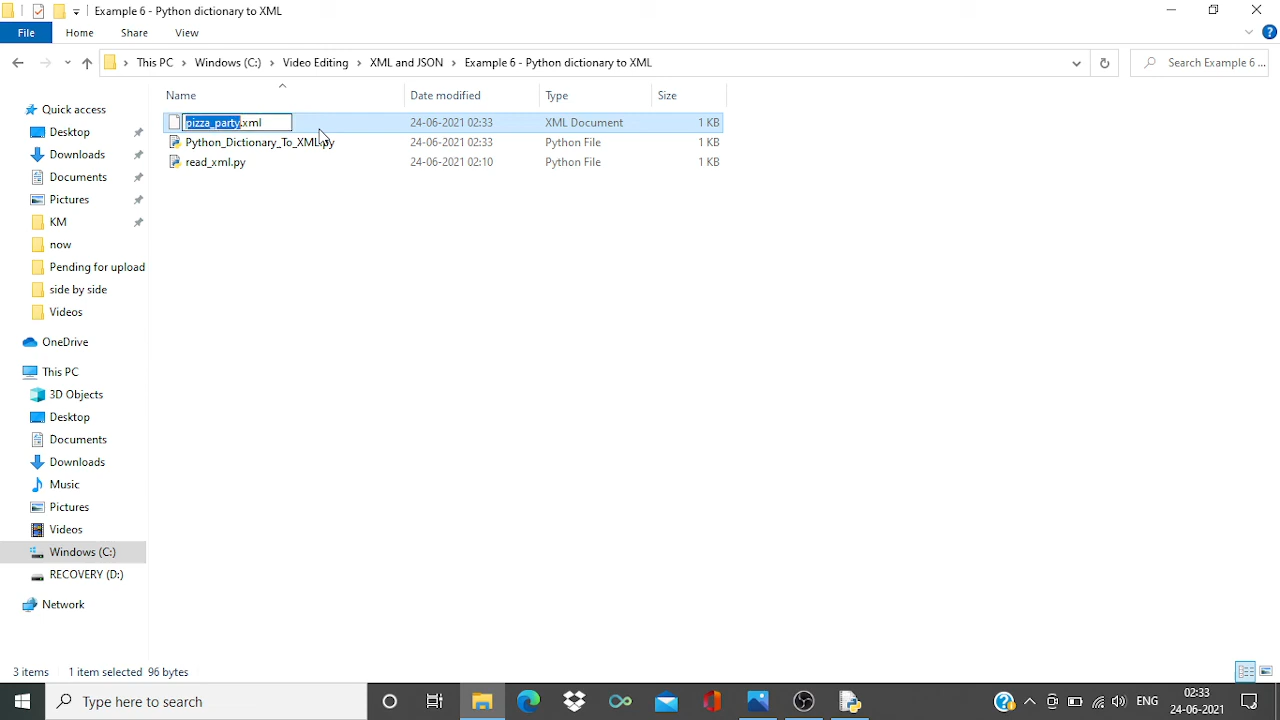 Example 6 - Python dictionary to XML
File Home Share View
This PC Windows (C:) Video Editing XML and JSON Example 6 - Python dictionary to XML Search Example 6 ...
Name Date modified Type Size
pizza_party.xml 24-06-2021 02:33 XML Document 1 KB
Python_Dictionary_To_XML.py 24-06-2021 02:33 Python File 1 KB
read_xml.py 24-06-2021 02:10 Python File 1 KB
Quick access
Desktop
Downloads
Documents
Pictures
KM
now
Pending for upload
side by side
Videos
OneDrive
This PC
3D Objects
Desktop
Documents
Downloads
Music
Pictures
Videos
Windows (C:)
RECOVERY (D:)
Network
3 items 1 item selected 96 bytes
Type here to search ENG 02:33
24-06-2021